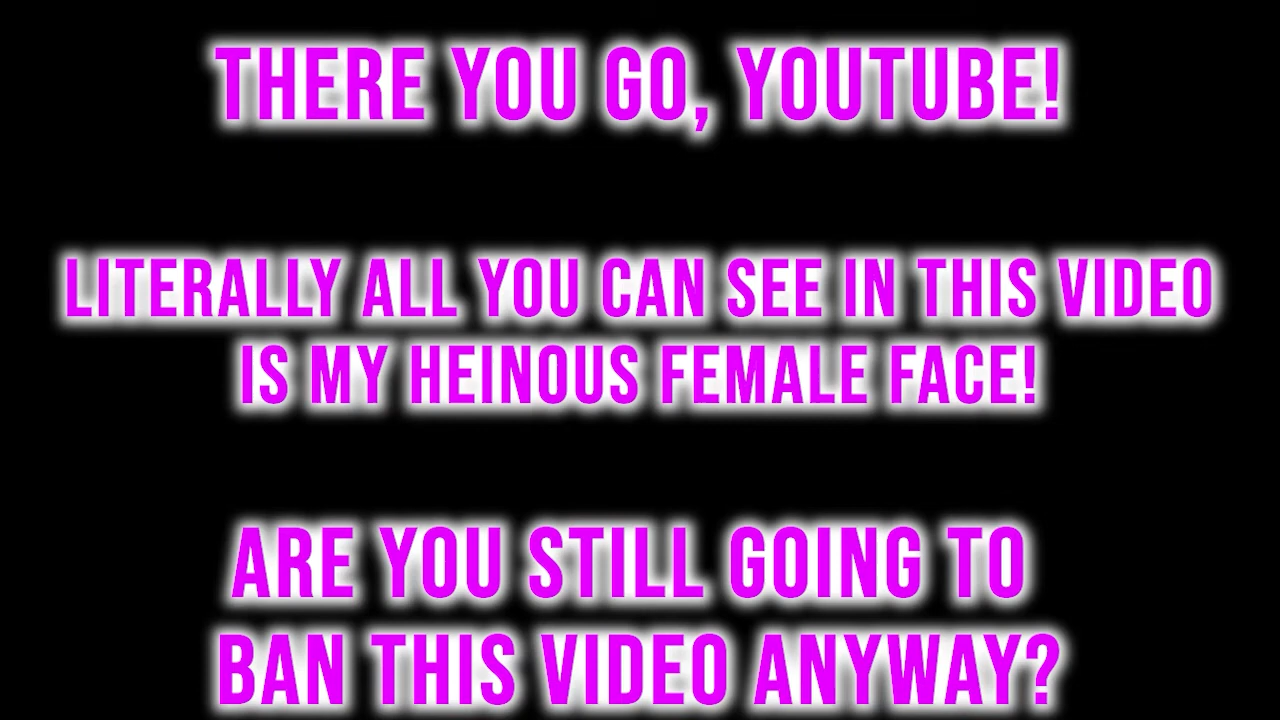 THERE YOU GO, YOUTUBE!
LITERALLY ALL YOU CAN SEE IN THIS VIDEO
IS MY HEINOUS FEMALE FACE!
ARE YOU STILL GOING TO
BAN THIS VIDEO ANYWAY?